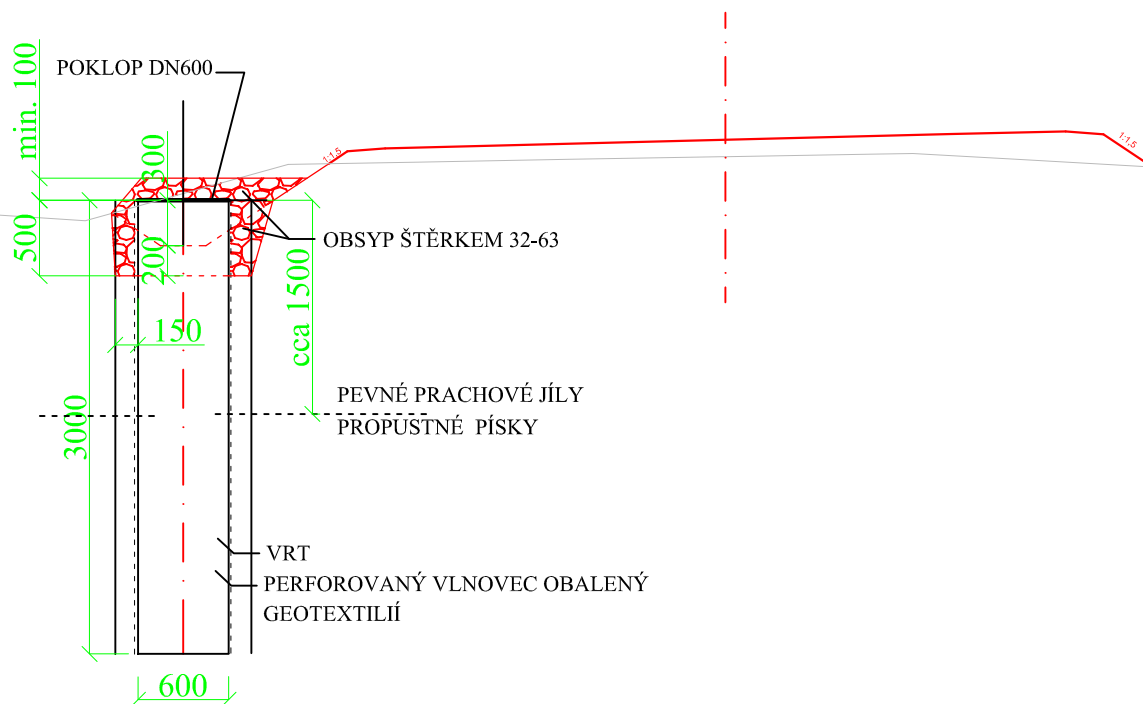 min. 100
POKLOP DN600
300
1:1,5
1:1,5
500
200
OBSYP ŠTĚRKEM 32-63
cca 1500
150
PEVNÉ PRACHOVÉ JÍLY
PROPUSTNÉ PÍSKY
3000
VRT
PERFOROVANÝ VLNOVEC OBALENÝ
GEOTEXTILIÍ
600